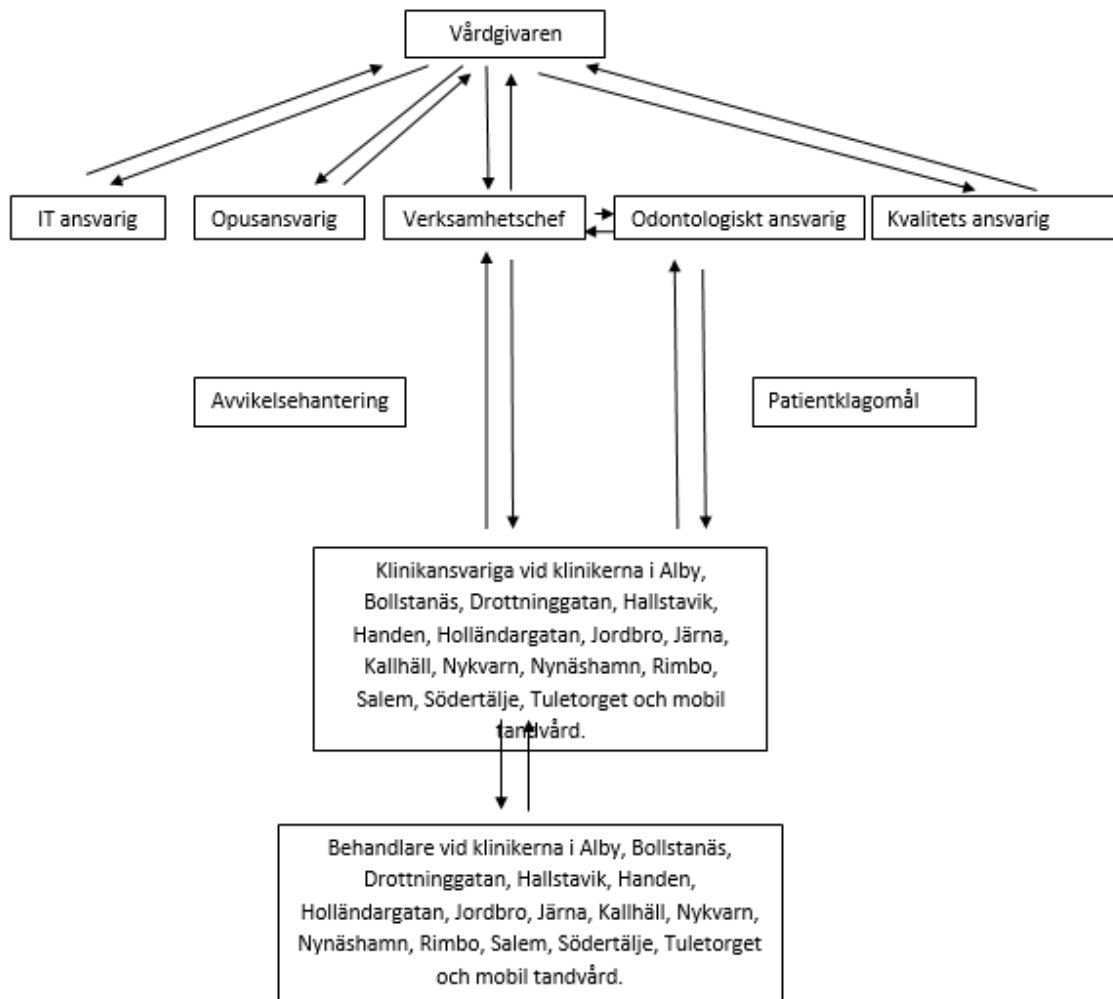 Vårdgivaren
IT ansvarig
Opusansvarig
Verksamhetschef
Odontologiskt ansvarig
Kvalitets ansvarig
Avvikelsehantering
Patientklagomål
Klinikansvariga vid klinikerna i Alby,
Bollstanäs, Drottninggatan, Hallstavik,
Handen, Holländargatan, Jordbro, Järna,
Kallhäll, Nykvarn, Nynäshamn, Rimbo,
Salem, Södertälje, Tuletorget och mobil
tandvård.
Behandlare vid klinikerna i Alby, Bollstanäs,
Drottninggatan, Hallstavik, Handen,
Holländargatan, Jordbro, Järna, Kallhäll, Nykvarn,
Nynäshamn, Rimbo, Salem, Södertälje, Tuletorget
och mobil tandvård.